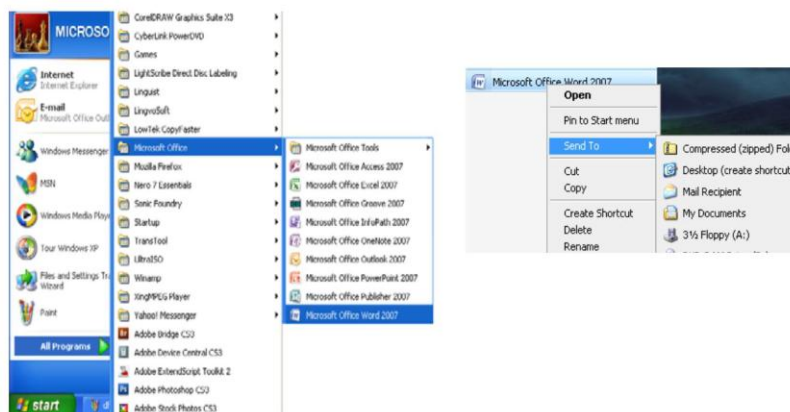 MICROSO
Internet
Internet Explorer
E-mail
Microsoft Office Outl
Windows Messenger
MSN
Windows Media Playe
Tour Windows XP
Files and Settings Tra
Wizard
Paint
All Programs
start
CorelDRAW Graphics Suite X3
CyberLink PowerDVD
Games
LightScribe Direct Disc Labeling
Linguist
LingvoSoft
LowTek CopyFaster
Microsoft Office
Mozilla Firefox
Nero 7 Essentials
Sonic Foundry
Startup
TransTool
UltraISO
Winamp
XingMPEG Player
Yahoo! Messenger
Adobe Bridge CS3
Adobe Device Central CS3
Adobe ExtendScript Toolkit 2
Adobe Photoshop CS3
Adobe Stock Photos CS3
Microsoft Office Tools
Microsoft Office Access 2007
Microsoft Office Excel 2007
Microsoft Office Groove 2007
Microsoft Office InfoPath 2007
Microsoft Office OneNote 2007
Microsoft Office Outlook 2007
Microsoft Office PowerPoint 2007
Microsoft Office Publisher 2007
Microsoft Office Word 2007
Microsoft Office Word 2007
Open
Pin to Start menu
Send To
Cut
Copy
Create Shortcut
Delete
Rename
Compressed (zipped) Fol
Desktop (create shortcut
Mail Recipient
My Documents
3½ Floppy (A:)